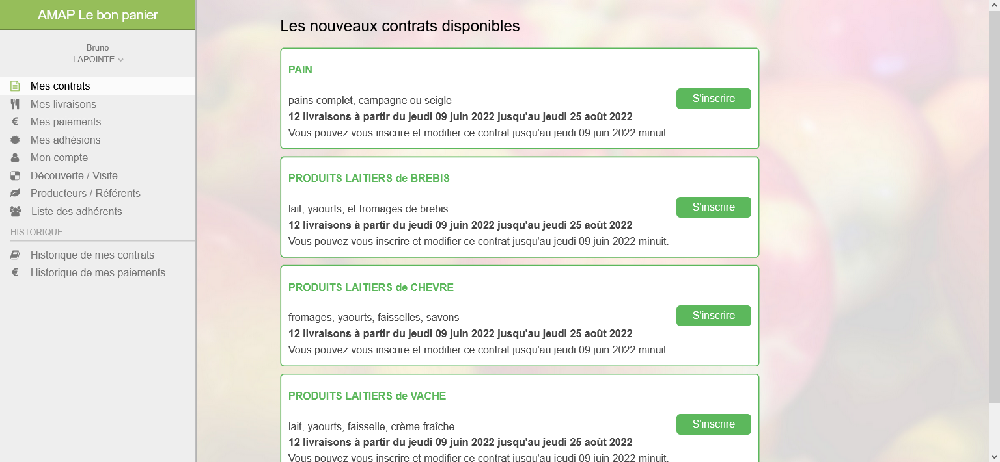 AMAP Le bon panier
Bruno
LAPOINTE
Mes contrats
Mes livraisons
Mes paiements
Mes adhésions
Mon compte
Découverte / Visite
Producteurs / Référents
Liste des adhérents
HISTORIQUE
Historique de mes contrats
Historique de mes paiements
Les nouveaux contrats disponibles
PAIN
pains complet, campagne ou seigle
S'inscrire
12 livraisons à partir du jeudi 09 juin 2022 jusqu'au jeudi 25 août 2022
Vous pouvez vous inscrire et modifier ce contrat jusqu'au jeudi 09 juin 2022 minuit.
PRODUITS LAITIERS de BREBIS
lait, yaourts, et fromages de brebis
S'inscrire
12 livraisons à partir du jeudi 09 juin 2022 jusqu'au jeudi 25 août 2022
Vous pouvez vous inscrire et modifier ce contrat jusqu'au jeudi 09 juin 2022 minuit.
PRODUITS LAITIERS de CHEVRE
fromages, yaourts, faisselles, savons
S'inscrire
12 livraisons à partir du jeudi 09 juin 2022 jusqu'au jeudi 25 août 2022
Vous pouvez vous inscrire et modifier ce contrat jusqu'au jeudi 09 juin 2022 minuit.
PRODUITS LAITIERS de VACHE
lait, yaourts, faisselle, crème fraîche
S'inscrire
12 livraisons à partir du jeudi 09 juin 2022 jusqu'au jeudi 25 août 2022
Vous pouvez vous inscrire et modifier ce contrat jusqu'au jeudi 09 juin 2022 minuit.